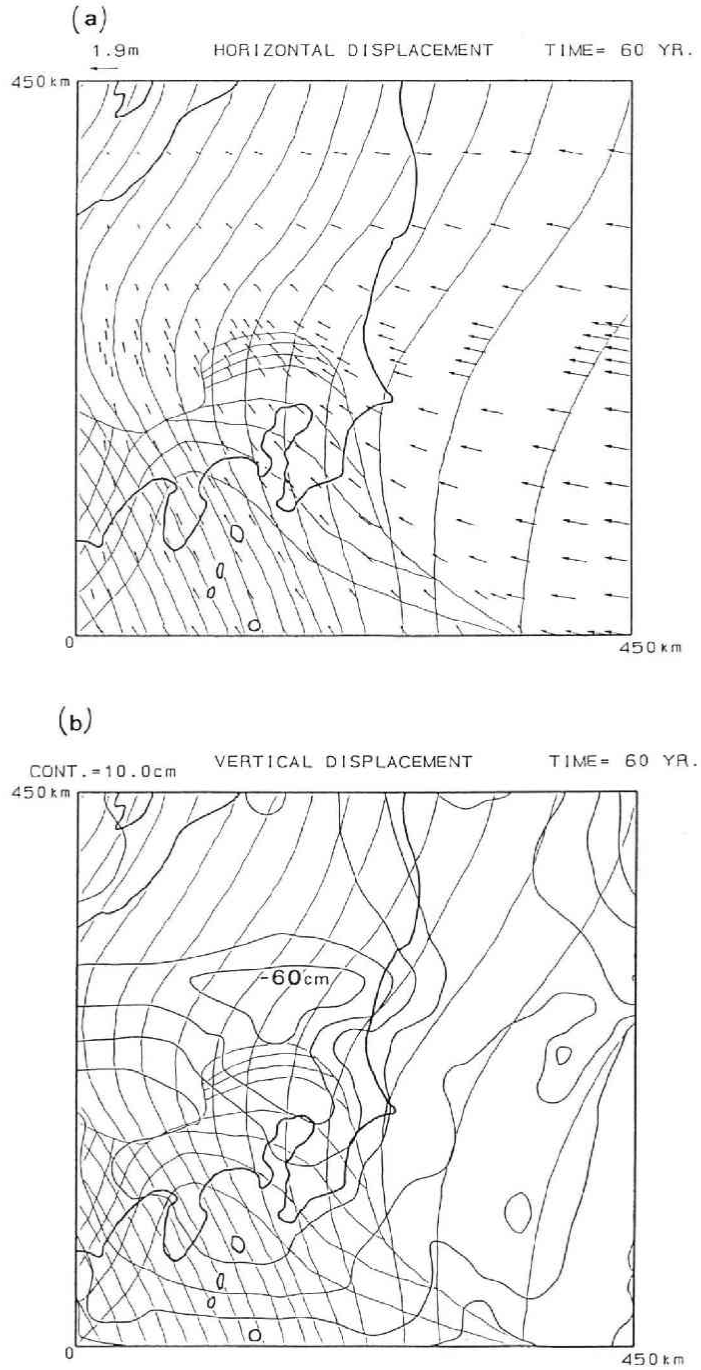 (a)
1.9m HORIZONTAL DISPLACEMENT TIME= 60 YR.
450km
0
450km
(b)
CONT.=10.0cm VERTICAL DISPLACEMENT TIME= 60 YR.
450km
-60cm
0
450km